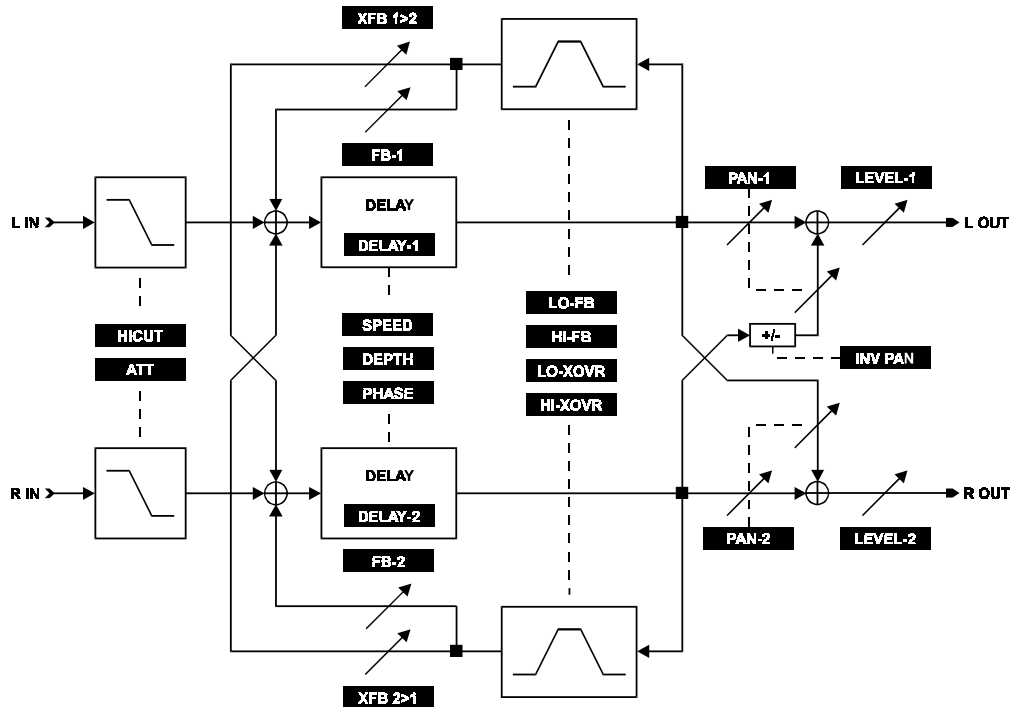 XFB 1>2
FB-1
PAN-1
LEVEL-1
L IN
DELAY
DELAY-1
L OUT
HICUT
ATT
SPEED
DEPTH
PHASE
LO-FB
HI-FB
LO-XOVR
HI-XOVR
+/-
INV PAN
R IN
DELAY
DELAY-2
R OUT
PAN-2
LEVEL-2
FB-2
XFB 2>1